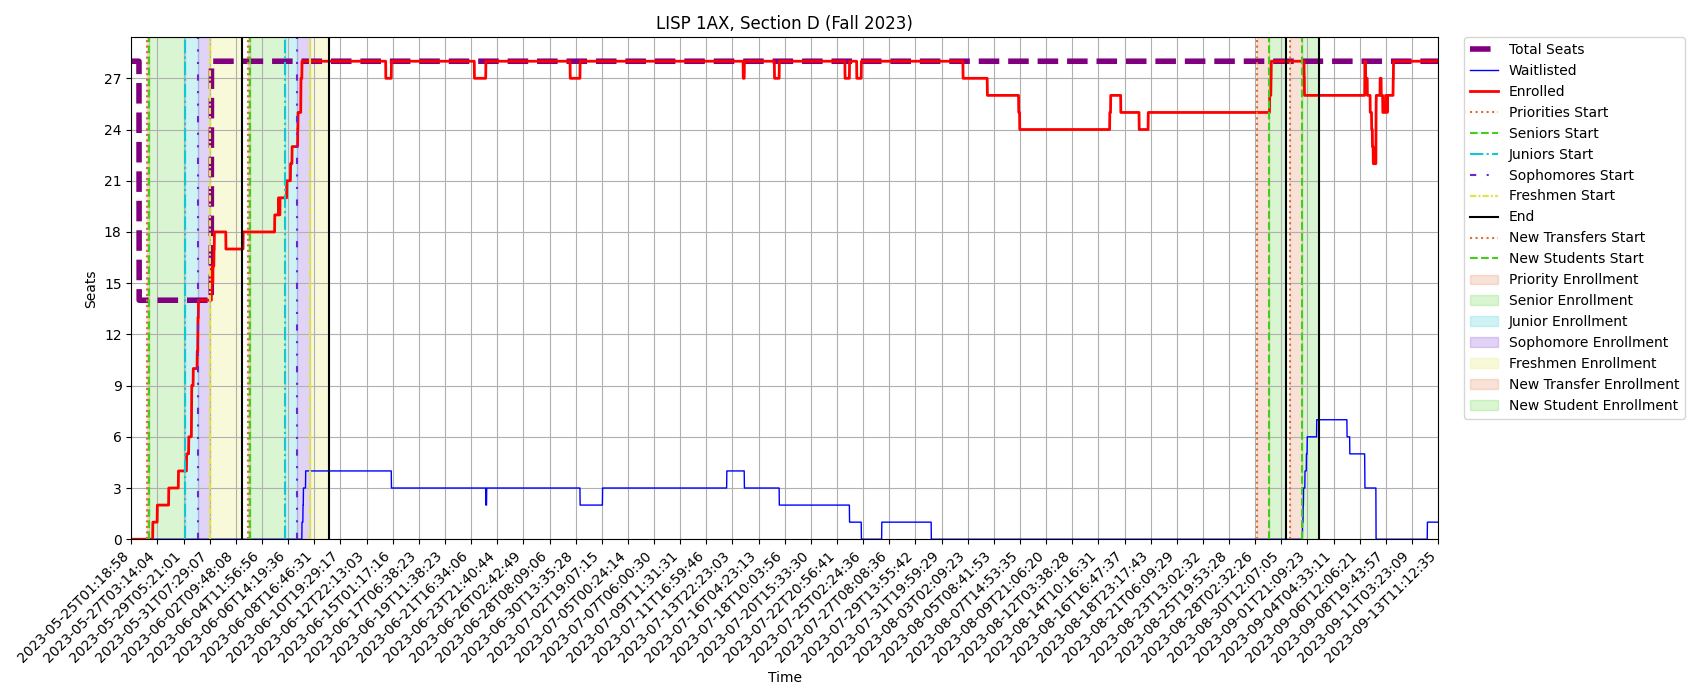 LISP 1AX, Section D (Fall 2023)
Seats
27
24
21
18
15
12
9
6
3
0
2023-05-25T01:18:58
2023-05-27T03:14:04
2023-05-29T05:21:01
2023-05-31T07:29:07
2023-06-02T09:48:08
2023-06-04T11:56:56
2023-06-06T14:19:36
2023-06-08T16:46:31
2023-06-10T19:29:17
2023-06-12T22:13:03
2023-06-15T01:17:16
2023-06-17T06:38:23
2023-06-19T11:38:23
2023-06-21T16:34:06
2023-06-23T21:40:44
2023-06-26T02:42:49
2023-06-28T08:09:06
2023-06-30T13:35:28
2023-07-02T19:07:15
2023-07-05T00:24:14
2023-07-07T06:00:30
2023-07-09T11:31:31
2023-07-11T16:59:46
2023-07-13T22:23:03
2023-07-16T04:23:13
2023-07-18T10:03:56
2023-07-20T15:33:30
2023-07-22T20:56:41
2023-07-25T02:24:36
2023-07-27T08:08:36
2023-07-29T13:55:42
2023-07-31T19:59:29
2023-08-03T02:09:23
2023-08-05T08:41:53
2023-08-07T14:53:35
2023-08-09T21:06:20
2023-08-12T03:38:28
2023-08-14T10:16:31
2023-08-16T16:47:37
2023-08-18T23:17:43
2023-08-21T06:09:29
2023-08-23T13:02:32
2023-08-25T19:53:28
2023-08-28T02:32:26
2023-08-30T12:07:05
2023-09-01T21:09:23
2023-09-04T04:33:11
2023-09-06T12:06:21
2023-09-08T19:43:57
2023-09-11T03:23:09
2023-09-13T11:12:35
Time
Total Seats
Waitlisted
Enrolled
Priorities Start
Seniors Start
Juniors Start
Sophomores Start
Freshmen Start
End
New Transfers Start
New Students Start
Priority Enrollment
Senior Enrollment
Junior Enrollment
Sophomore Enrollment
Freshmen Enrollment
New Transfer Enrollment
New Student Enrollment